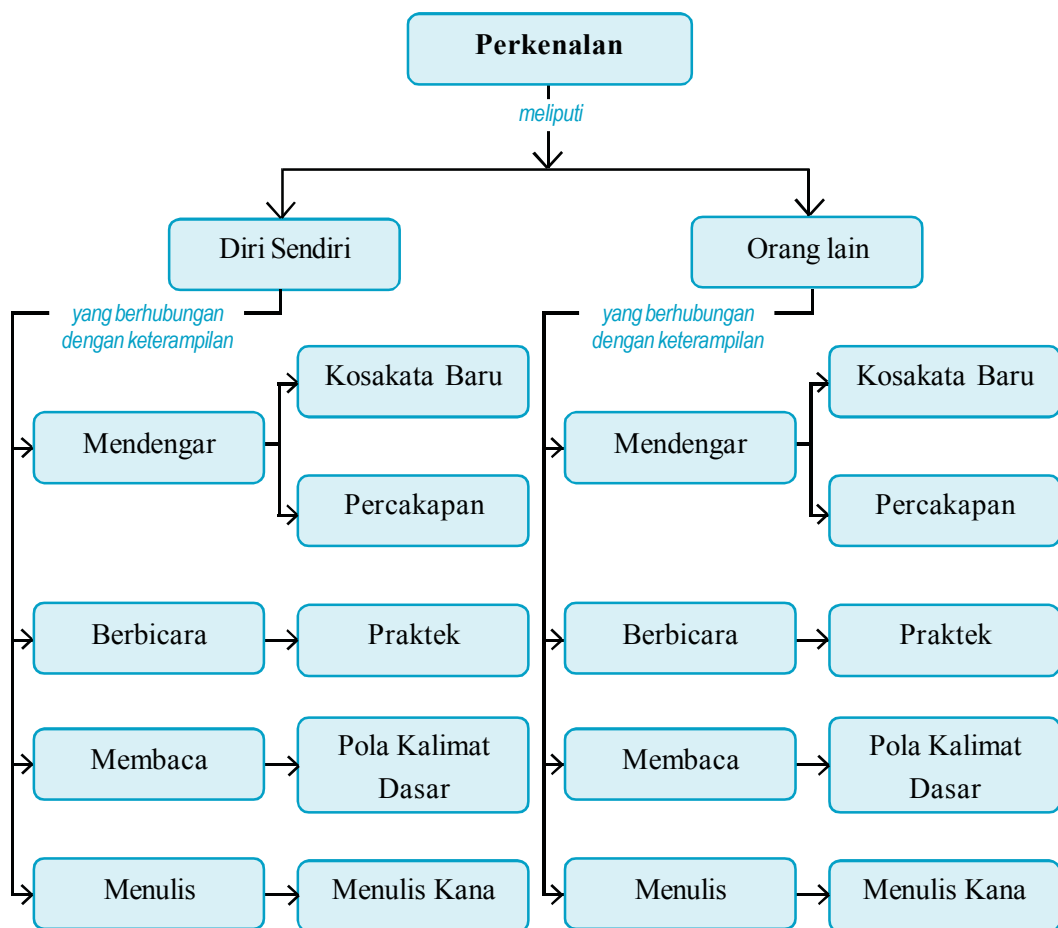 Perkenalan
meliputi
Diri Sendiri
Orang lain
yang berhubungan
dengan keterampilan
Mendengar
Kosakata Baru
Percakapan
Berbicara
Praktek
Membaca
Pola Kalimat
Dasar
Menulis
Menulis Kana
yang berhubungan
dengan keterampilan
Mendengar
Kosakata Baru
Percakapan
Berbicara
Praktek
Membaca
Pola Kalimat
Dasar
Menulis
Menulis Kana